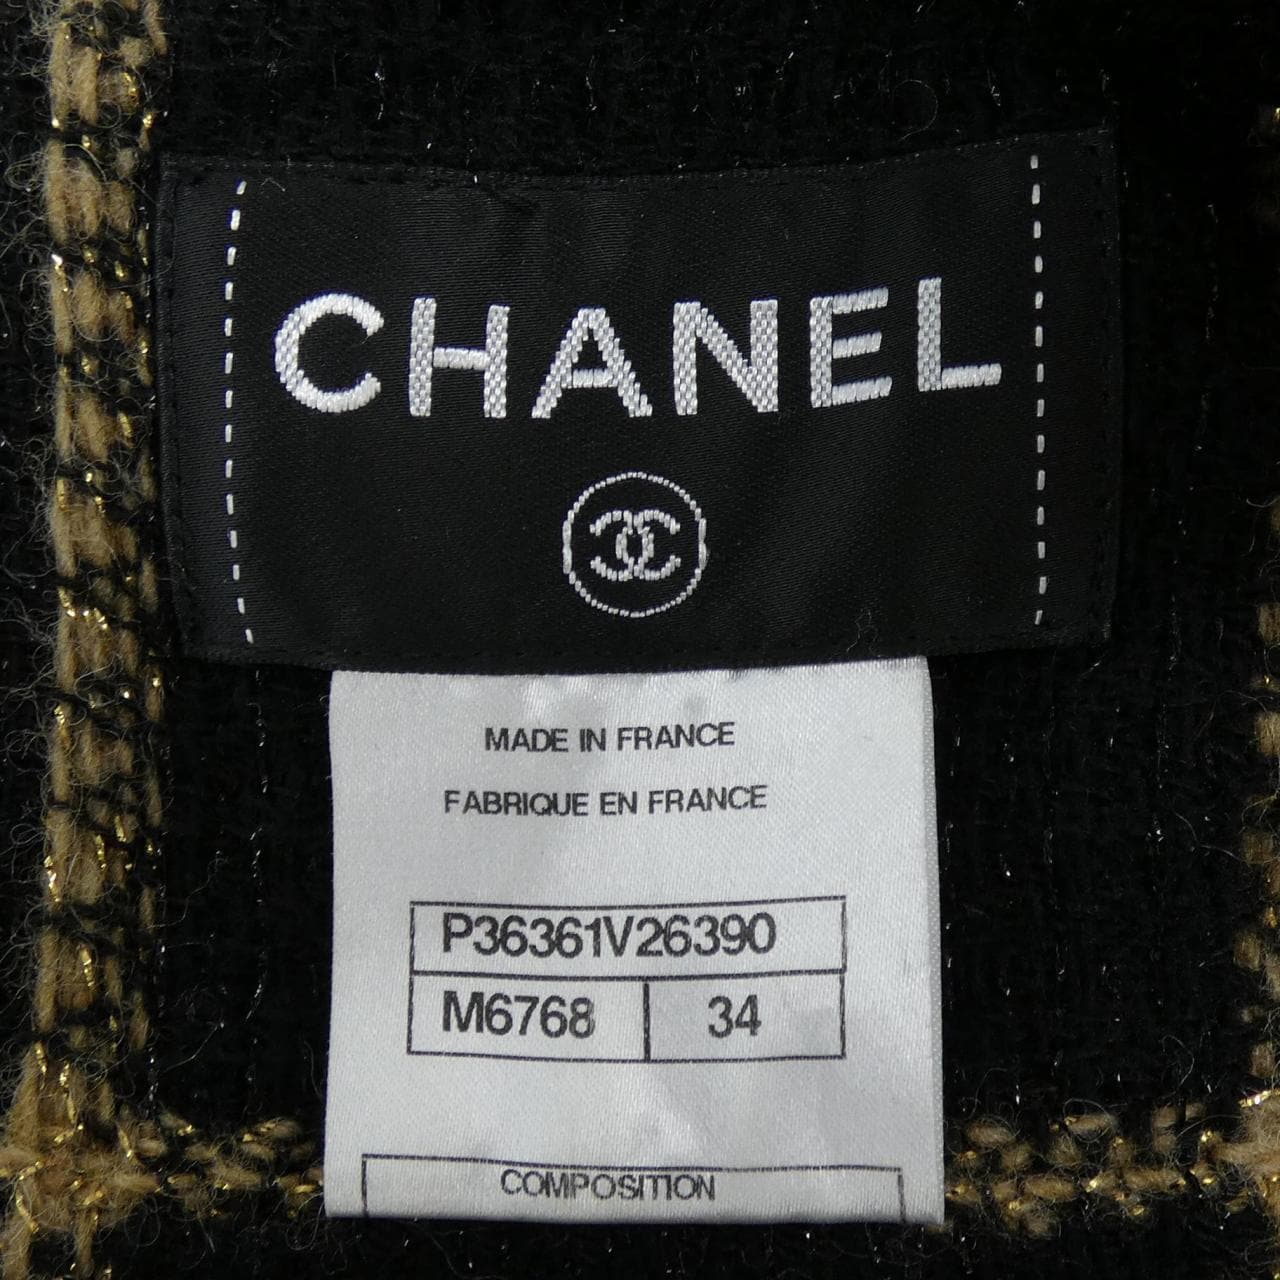 CHANEL
MADE IN FRANCE
FABRIQUE EN FRANCE
P36361V26390
M6768 34
COMPOSITION